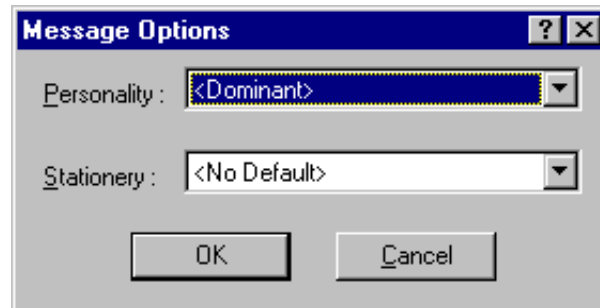 Message Options
Personality : <Dominant>
Stationery : <No Default>
OK Cancel